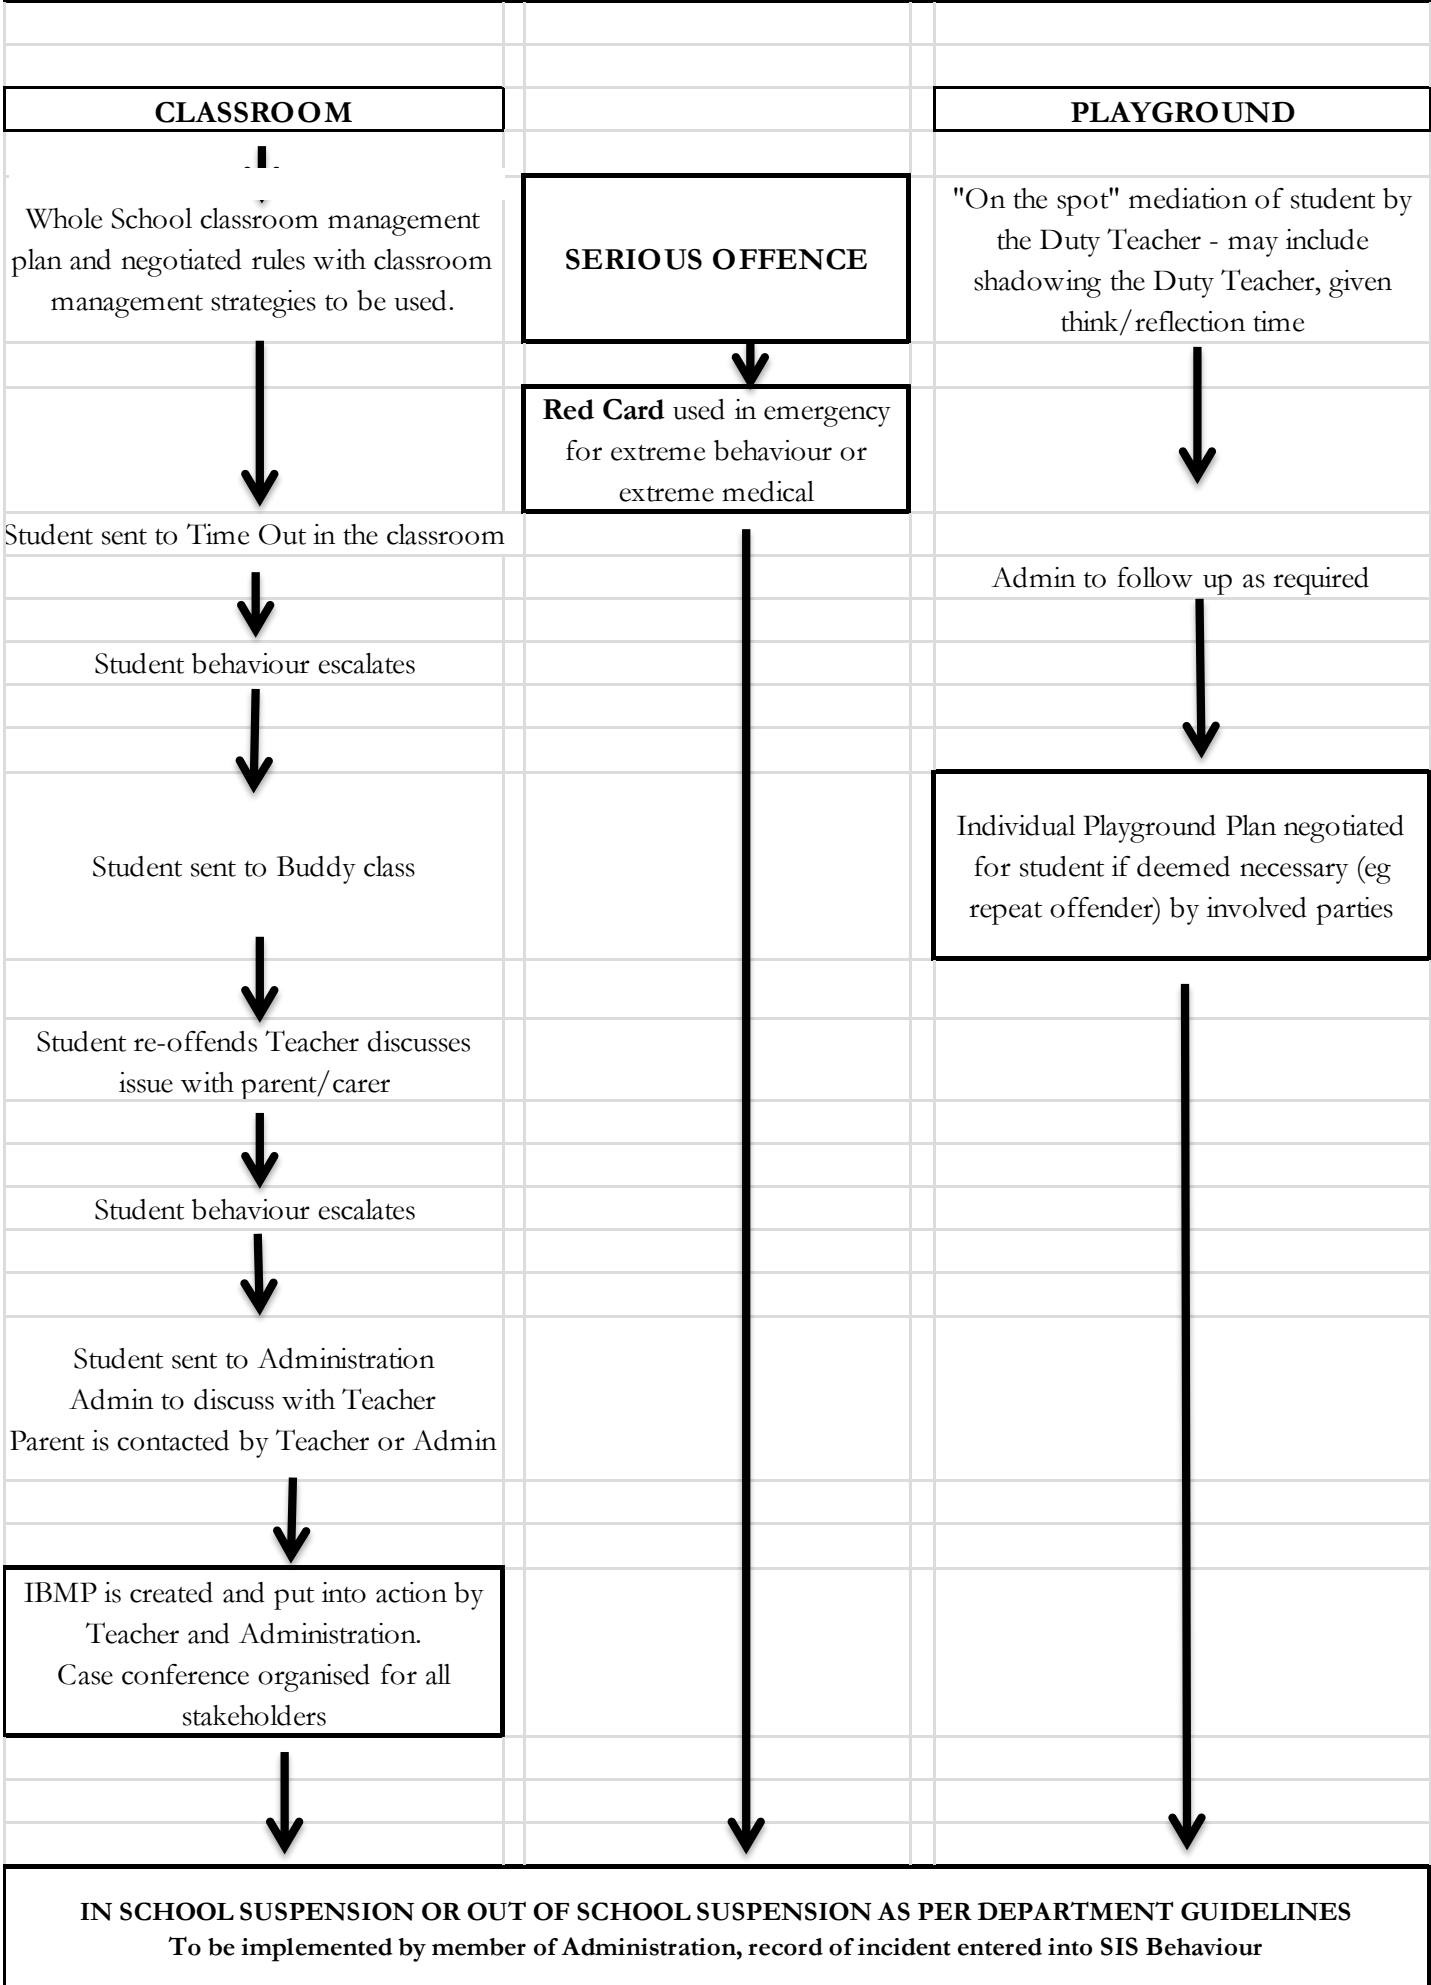 CLASSROOM
Whole School classroom management
plan and negotiated rules with classroom
management strategies to be used.
Student sent to Time Out in the classroom
Student behaviour escalates
Student sent to Buddy class
Student re-offends Teacher discusses
issue with parent/carer
Student behaviour escalates
Student sent to Administration
Admin to discuss with Teacher
Parent is contacted by Teacher or Admin
IBMP is created and put into action by
Teacher and Administration.
Case conference organised for all
stakeholders
SERIOUS OFFENCE
Red Card used in emergency
for extreme behaviour or
extreme medical
PLAYGROUND
"On the spot" mediation of student by
the Duty Teacher - may include
shadowing the Duty Teacher, given
think/reflection time
Admin to follow up as required
Individual Playground Plan negotiated
for student if deemed necessary (eg
repeat offender) by involved parties
IN SCHOOL SUSPENSION OR OUT OF SCHOOL SUSPENSION AS PER DEPARTMENT GUIDELINES
To be implemented by member of Administration, record of incident entered into SIS Behaviour